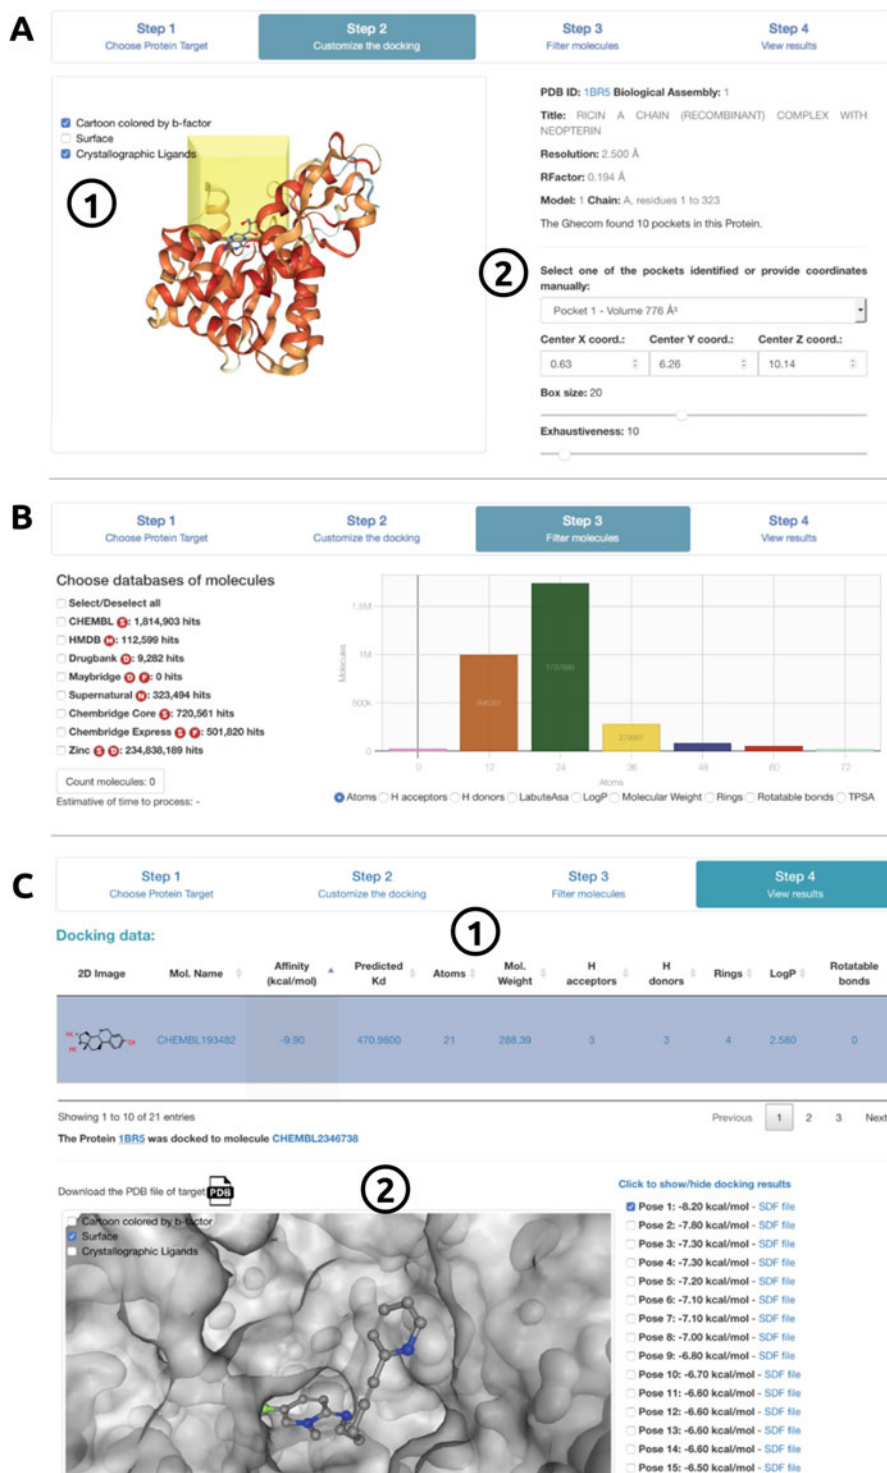 A
Step 1
Choose Protein Target
Step 2
Customize the docking
Step 3
Filter molecules
Step 4
View results
Cartoon colored by b-factor
Surface
Crystallographic Ligands
1
PDB ID: 1BR5 Biological Assembly: 1
Title: RICIN A CHAIN (RECOMBINANT) COMPLEX WITH
NEOPTERIN
Resolution: 2.500 Å
RFactor: 0.194 Å
Model: 1 Chain: A, residues 1 to 323
The Ghecom found 10 pockets in this Protein.
2
Select one of the pockets identified or provide coordinates
manually:
Pocket 1 - Volume 776 Å³
Center X coord.: Center Y coord.: Center Z coord.:
0.63 6.26 10.14
Box size: 20
Exhaustiveness: 10
B
Step 1
Choose Protein Target
Step 2
Customize the docking
Step 3
Filter molecules
Step 4
View results
Choose databases of molecules
Select/Deselect all
CHEMBL S: 1,814,903 hits
HMDB M: 112,599 hits
Drugbank D: 9,282 hits
Maybridge D F: 0 hits
Supernatural N: 323,494 hits
Chembridge Core S: 720,561 hits
Chembridge Express S F: 501,820 hits
Zinc S D: 234,838,189 hits
Count molecules: 0
Estimative of time to process: -
Molecules
1.5M
1M
500k
0
0 12 24 36 48 60 72
Atoms
Atoms H acceptors H donors LabuteAsa LogP Molecular Weight Rings Rotatable bonds TPSA
C
Step 1
Choose Protein Target
Step 2
Customize the docking
Step 3
Filter molecules
Step 4
View results
Docking data:
1
2D Image Mol. Name Affinity (kcal/mol) Predicted Kd Atoms Mol. Weight H acceptors H donors Rings LogP Rotatable bonds
CHEMBL193482 -9.90 470.9800 21 288.39 3 3 4 2.580 0
Showing 1 to 10 of 21 entries
Previous 1 2 3 Next
The Protein 1BR5 was docked to molecule CHEMBL2346738
Download the PDB file of target PDB
2
Cartoon colored by b-factor
Surface
Crystallographic Ligands
Click to show/hide docking results
Pose 1: -8.20 kcal/mol - SDF file
Pose 2: -7.80 kcal/mol - SDF file
Pose 3: -7.30 kcal/mol - SDF file
Pose 4: -7.30 kcal/mol - SDF file
Pose 5: -7.20 kcal/mol - SDF file
Pose 6: -7.10 kcal/mol - SDF file
Pose 7: -7.10 kcal/mol - SDF file
Pose 8: -7.00 kcal/mol - SDF file
Pose 9: -6.80 kcal/mol - SDF file
Pose 10: -6.70 kcal/mol - SDF file
Pose 11: -6.60 kcal/mol - SDF file
Pose 12: -6.60 kcal/mol - SDF file
Pose 13: -6.60 kcal/mol - SDF file
Pose 14: -6.60 kcal/mol - SDF file
Pose 15: -6.50 kcal/mol - SDF file